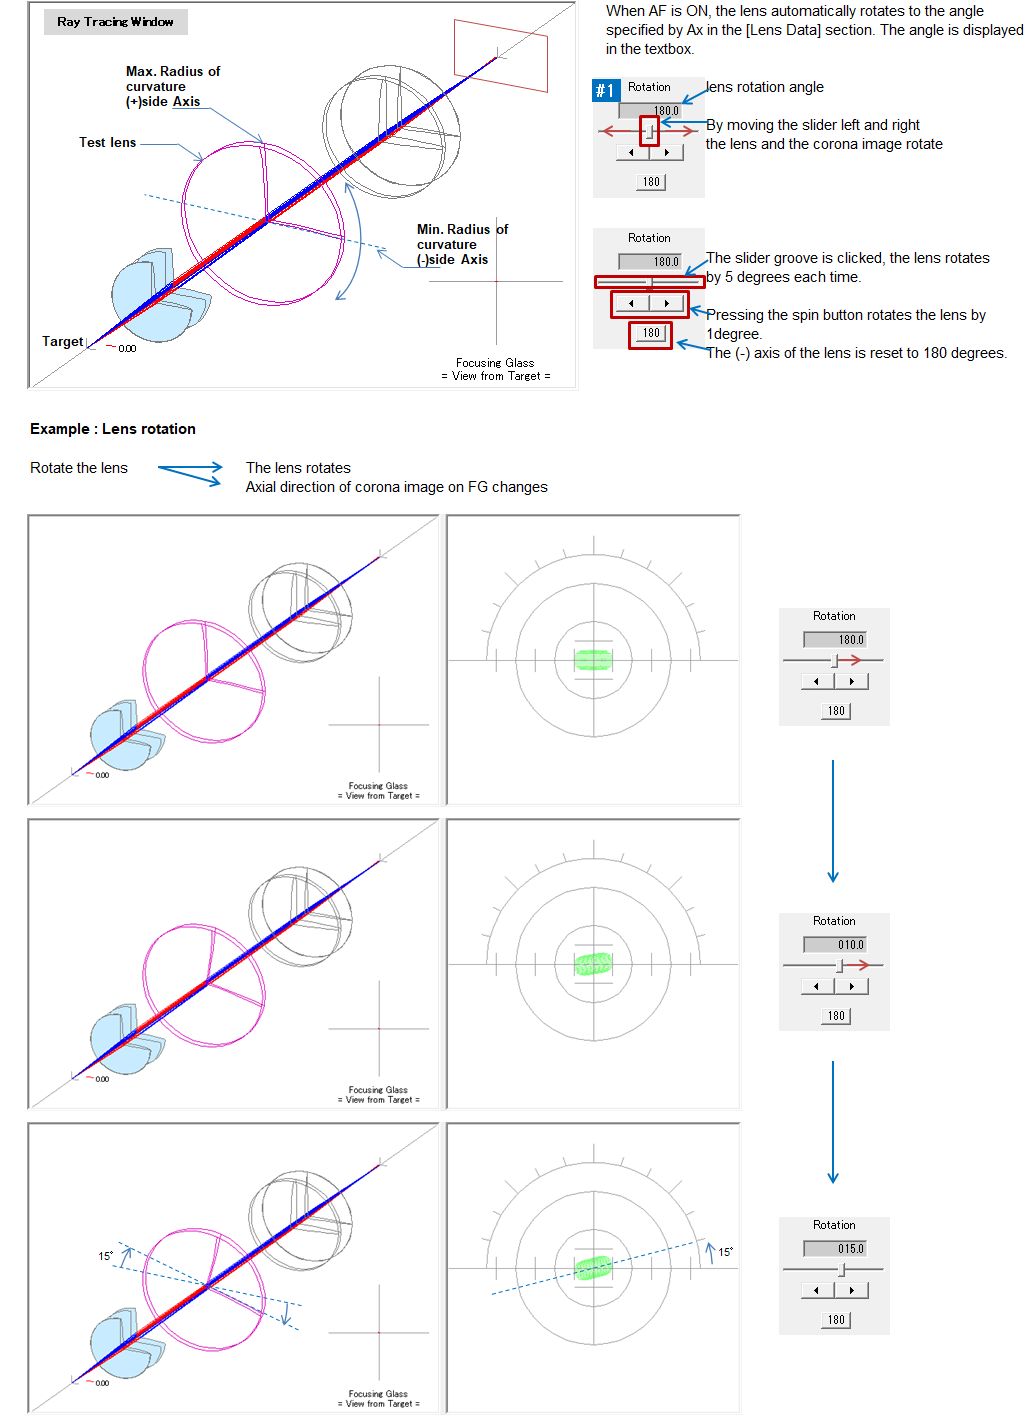 Ray Tracing Window
Max. Radius of
curvature
(+)side Axis
Test lens
Min. Radius of
curvature
(-)side Axis
Target
0.00
Focusing Glass
= View from Target =
When AF is ON, the lens automatically rotates to the angle
specified by Ax in the [Lens Data] section. The angle is displayed
in the textbox.
#1
Rotation
180.0
180
lens rotation angle
By moving the slider left and right
the lens and the corona image rotate
Rotation
180.0
180
The slider groove is clicked, the lens rotates
by 5 degrees each time.
Pressing the spin button rotates the lens by
1degree.
The (-) axis of the lens is reset to 180 degrees.
Example : Lens rotation
Rotate the lens
The lens rotates
Axial direction of corona image on FG changes
0.00
Focusing Glass
= View from Target =
Rotation
180.0
180
0.00
Focusing Glass
= View from Target =
Rotation
010.0
180
15°
0.00
Focusing Glass
= View from Target =
15°
Rotation
015.0
180